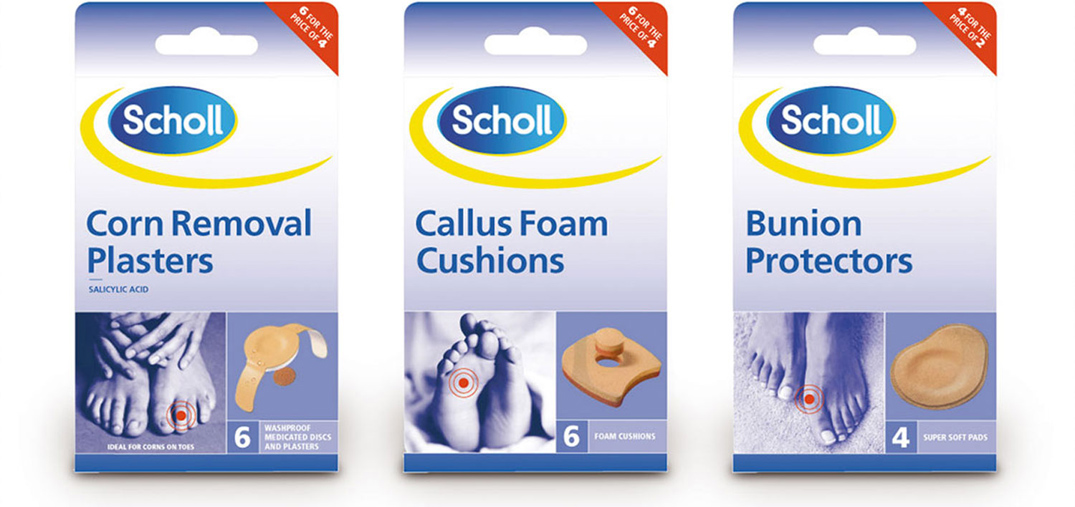 6 FOR THE
PRICE OF 4
Scholl
Corn Removal
Plasters
SALICYLIC ACID
IDEAL FOR CORNS ON TOES
6
WASHPROOF
MEDICATED DISCS
AND PLASTERS
6 FOR THE
PRICE OF 4
Scholl
Callus Foam
Cushions
6
FOAM CUSHIONS
4 FOR THE
PRICE OF 2
Scholl
Bunion
Protectors
4
SUPER SOFT PADS